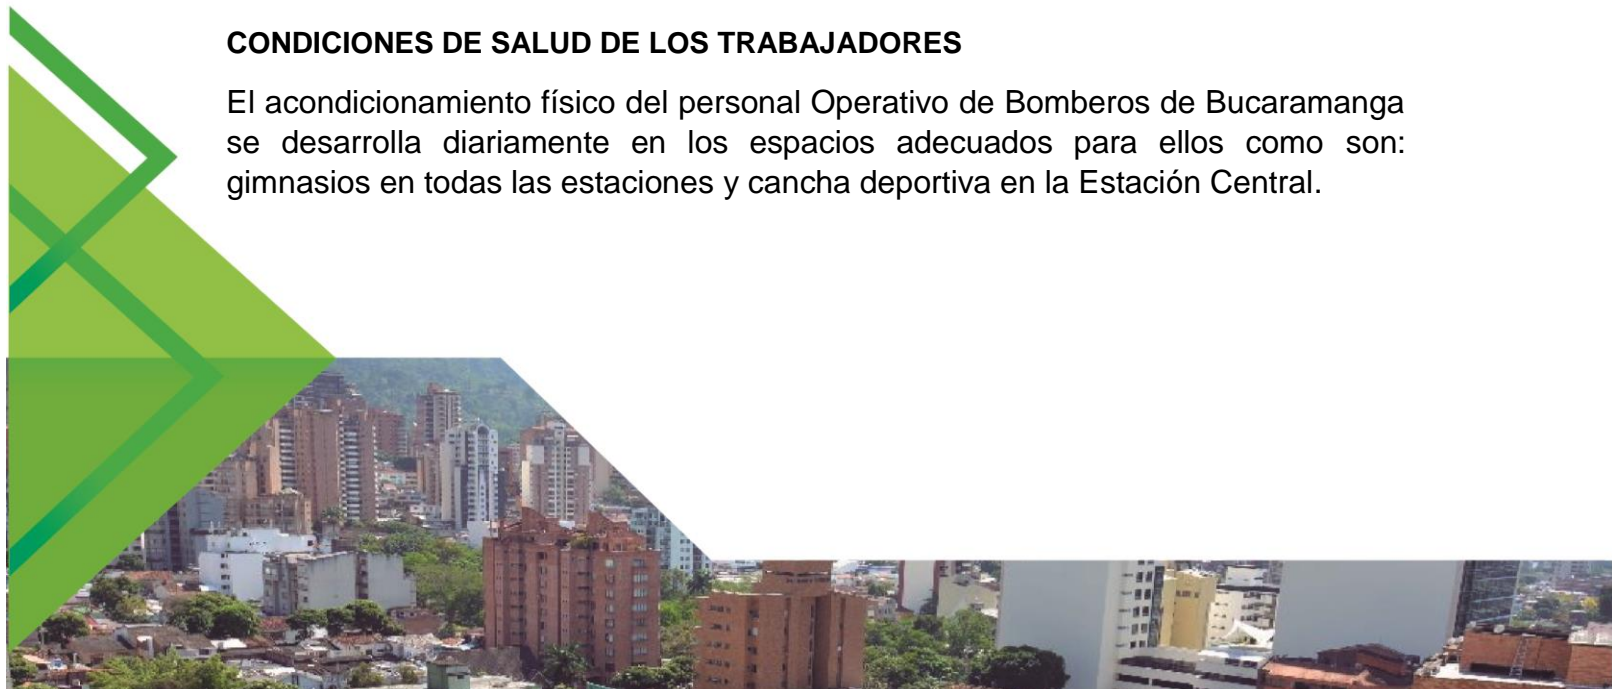 CONDICIONES DE SALUD DE LOS TRABAJADORES
El acondicionamiento físico del personal Operativo de Bomberos de Bucaramanga
se desarrolla diariamente en los espacios adecuados para ellos como son:
gimnasios en todas las estaciones y cancha deportiva en la Estación Central.